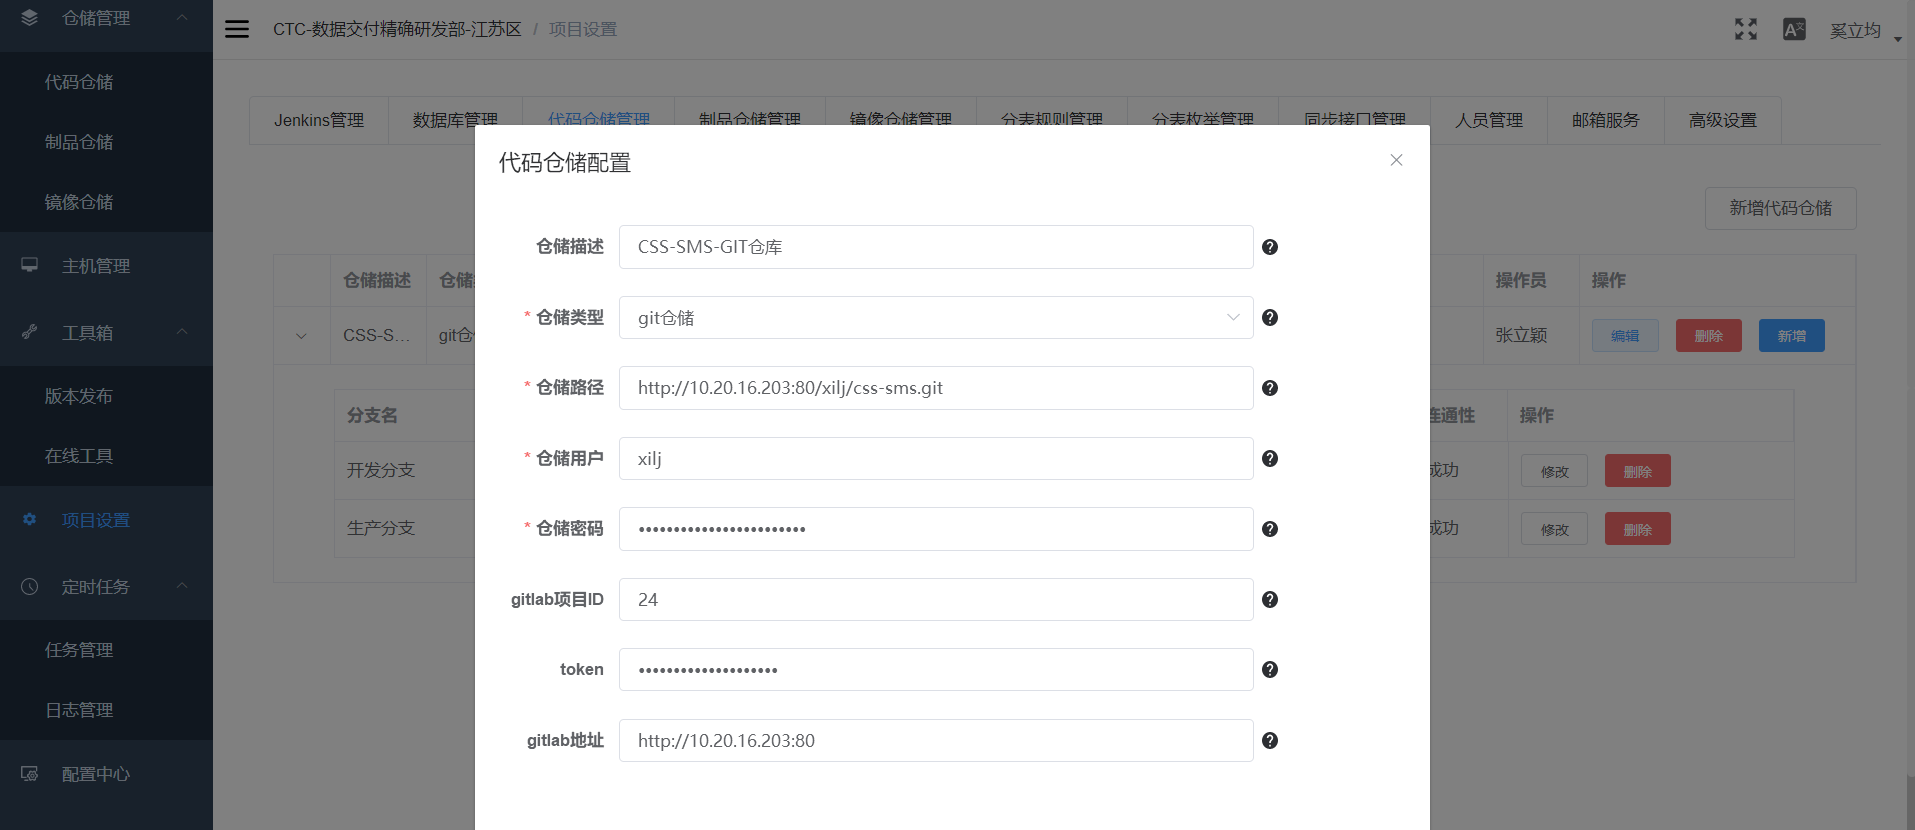 仓储管理
代码仓储
制品仓储
镜像仓储
主机管理
工具箱
版本发布
在线工具
项目设置
定时任务
任务管理
日志管理
配置中心
CTC-数据交付精确研发部-江苏区 / 项目设置
奚立均
Jenkins管理 数据库管理 代码仓储管理 制品仓储管理 镜像仓储管理 分表规则管理 分表枚举管理 同步接口管理 人员管理 邮箱服务 高级设置
新增代码仓储
仓储描述 操作员 操作
CSS-S... git仓 张立颖 编辑 删除 新增
分支名 连通性 操作
开发分支 成功 修改 删除
生产分支 成功 修改 删除
代码仓储配置
仓储描述 CSS-SMS-GIT仓库
* 仓储类型 git仓储
* 仓储路径 http://10.20.16.203:80/xilj/css-sms.git
* 仓储用户 xilj
* 仓储密码 ••••••••••••••••••••••••
gitlab项目ID 24
token ••••••••••••••••••••
gitlab地址 http://10.20.16.203:80